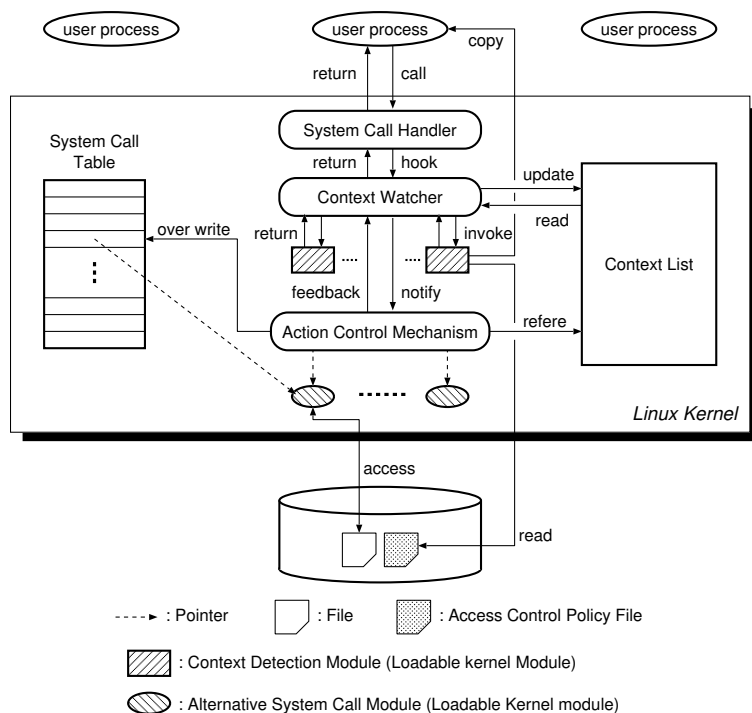 user process
user process
user process
copy
return
call
System Call Handler
System Call
Table
return
hook
update
Context Watcher
read
over write
return
invoke
Context List
feedback
notify
refere
Action Control Mechanism
Linux Kernel
access
read
: Pointer
: File
: Access Control Policy File
: Context Detection Module (Loadable kernel Module)
: Alternative System Call Module (Loadable Kernel module)